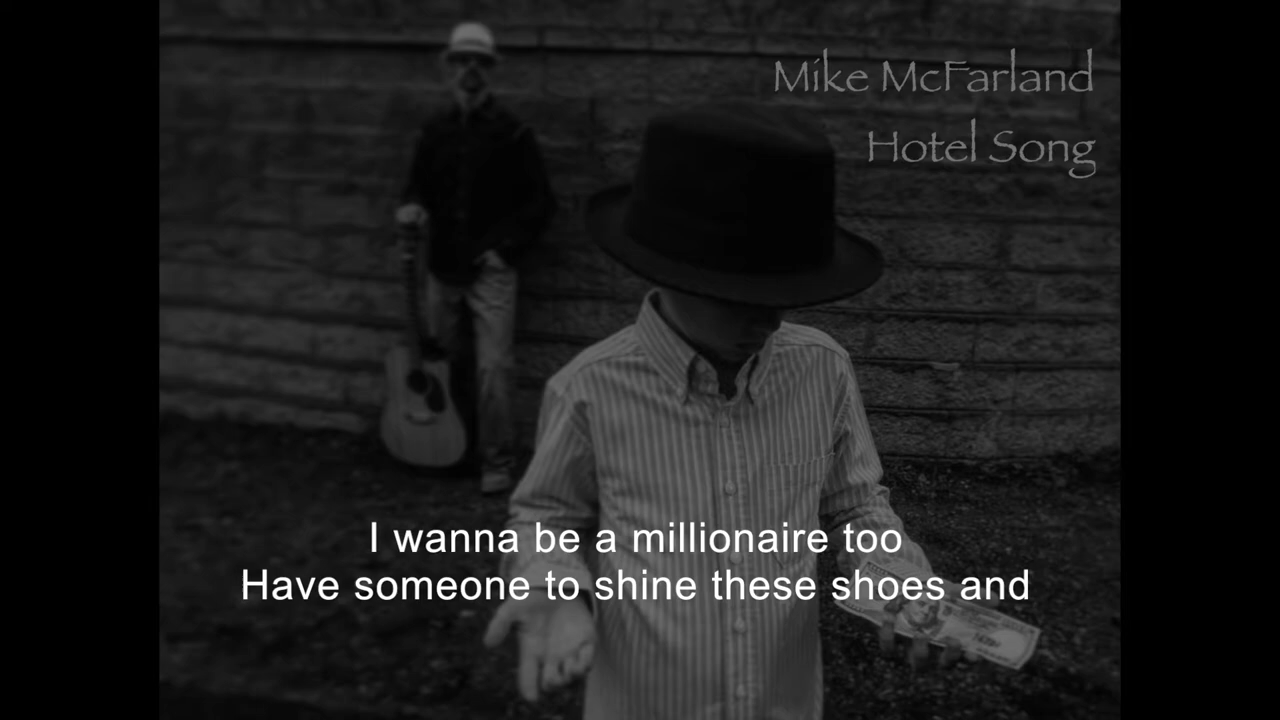 Mike McFarland
Hotel Song
I wanna be a millionaire too
Have someone to shine these shoes and